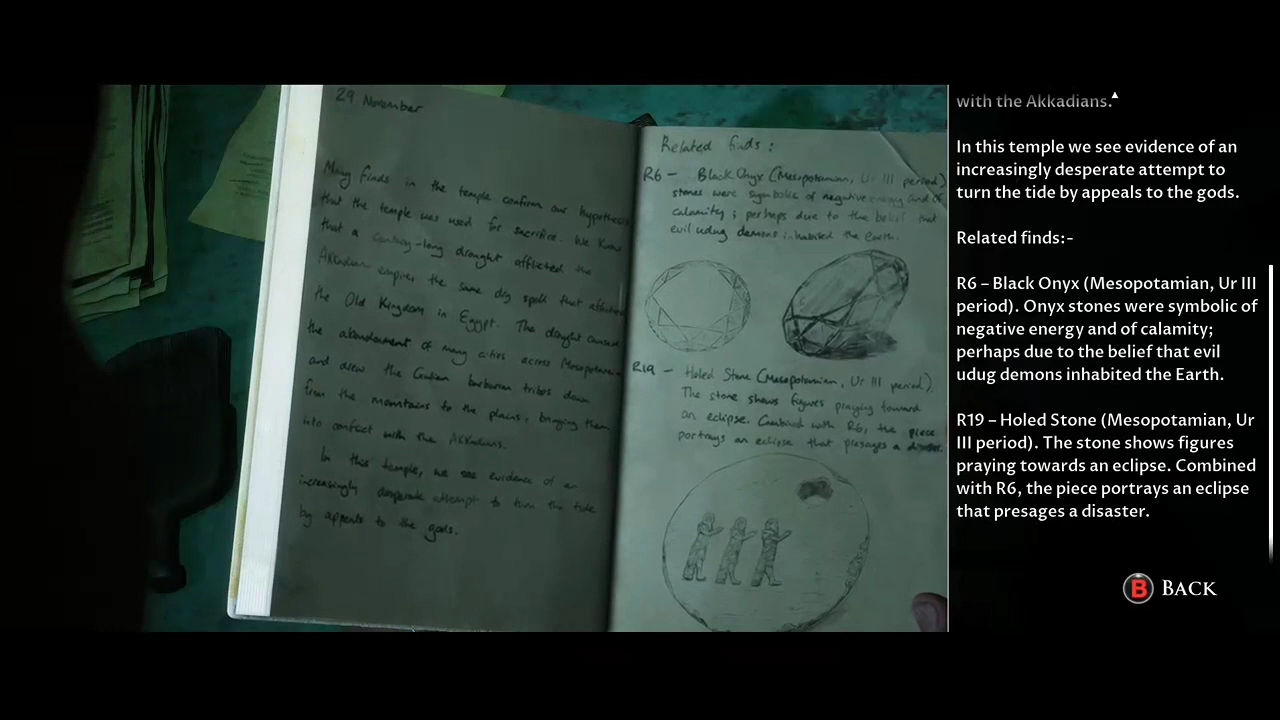 29 November
Many finds in the temple confirm our hypothesis
that the temple was used for sacrifice. We know
that a century-long drought afflicted the
Akkadian empire, the same dry spell that affected
the Old Kingdom in Egypt. The drought caused
the abandonment of many cities across Mesopotamia
and drew the Gutian barbarian tribes down
from the mountains to the plains, bringing them
into conflict with the Akkadians.
In this temple, we see evidence of an
increasingly desperate attempt to turn the tide
by appeals to the gods.
Related finds:
R6 – Black Onyx (Mesopotamian, Ur III period)
stones were symbolic of negative energy and of
calamity; perhaps due to the belief that
evil udug demons inhabited the Earth.
R19 – Holed Stone (Mesopotamian, Ur III period).
The stone shows figures praying toward
an eclipse. Combined with R6, the piece
portrays an eclipse that presages a disaster.
with the Akkadians.
In this temple we see evidence of an
increasingly desperate attempt to
turn the tide by appeals to the gods.
Related finds:-
R6 – Black Onyx (Mesopotamian, Ur III
period). Onyx stones were symbolic of
negative energy and of calamity;
perhaps due to the belief that evil
udug demons inhabited the Earth.
R19 – Holed Stone (Mesopotamian, Ur
III period). The stone shows figures
praying towards an eclipse. Combined
with R6, the piece portrays an eclipse
that presages a disaster.
B BACK